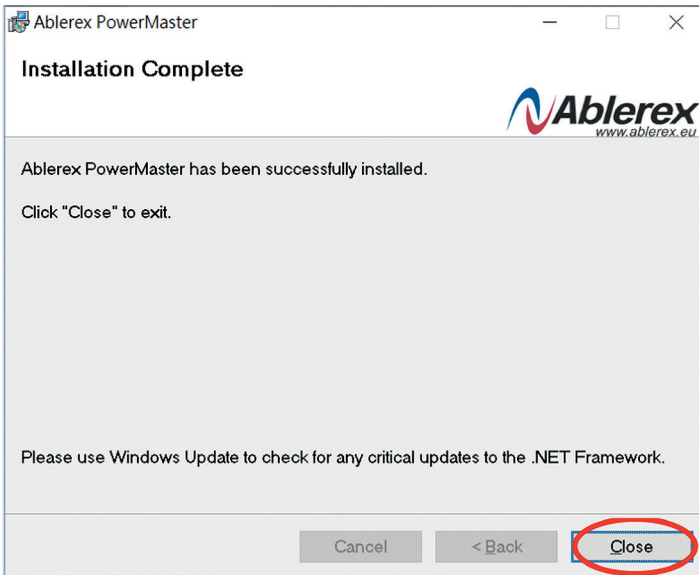 Ablerex PowerMaster
Installation Complete
Ablerex
www.ablerex.eu
Ablerex PowerMaster has been successfully installed.
Click "Close" to exit.
Please use Windows Update to check for any critical updates to the .NET Framework.
Cancel
< Back
Close